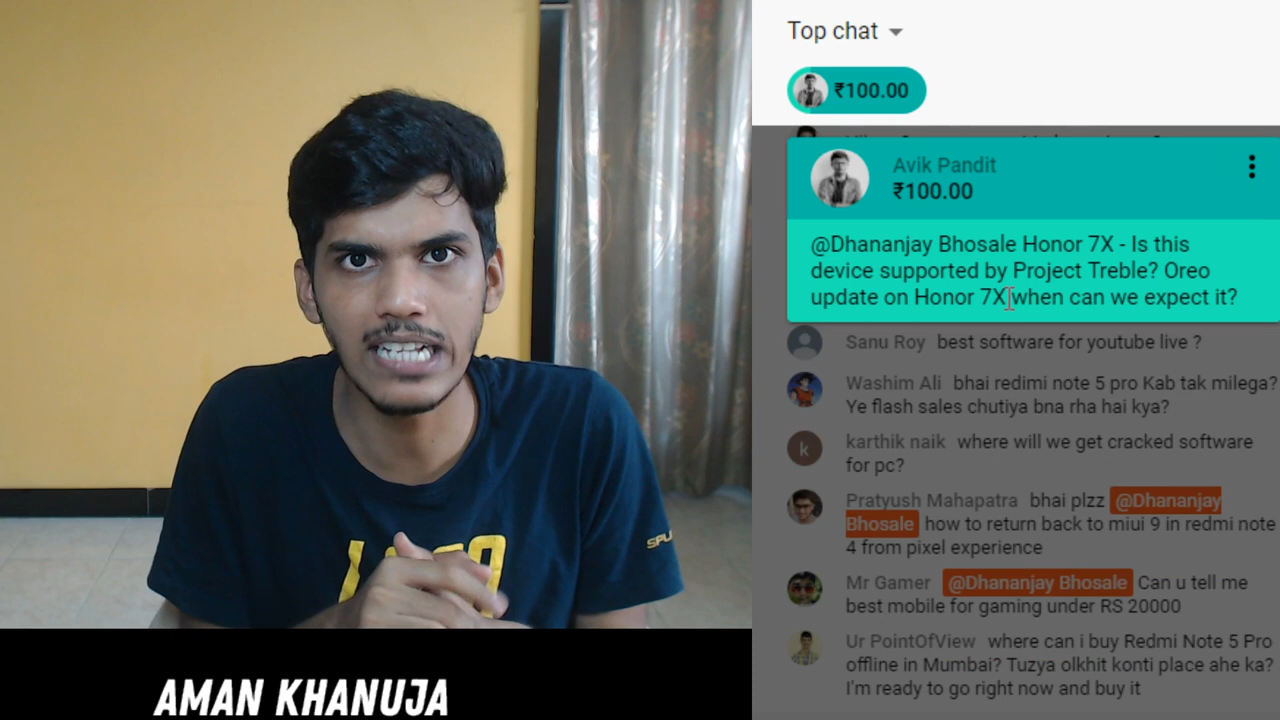 Top chat
₹100.00
Avik Pandit
₹100.00
@Dhananjay Bhosale Honor 7X - Is this
device supported by Project Treble? Oreo
update on Honor 7X when can we expect it?
Sanu Roy best software for youtube live ?
Washim Ali bhai redimi note 5 pro Kab tak milega?
Ye flash sales chutiya bna rha hai kya?
k
karthik naik where will we get cracked software
for pc?
Pratyush Mahapatra bhai plzz @Dhananjay
Bhosale how to return back to miui 9 in redmi note
4 from pixel experience
Mr Gamer @Dhananjay Bhosale Can u tell me
best mobile for gaming under RS 20000
Ur PointOfView where can i buy Redmi Note 5 Pro
offline in Mumbai? Tuzya olkhit konti place ahe ka?
I'm ready to go right now and buy it
AMAN KHANUJA